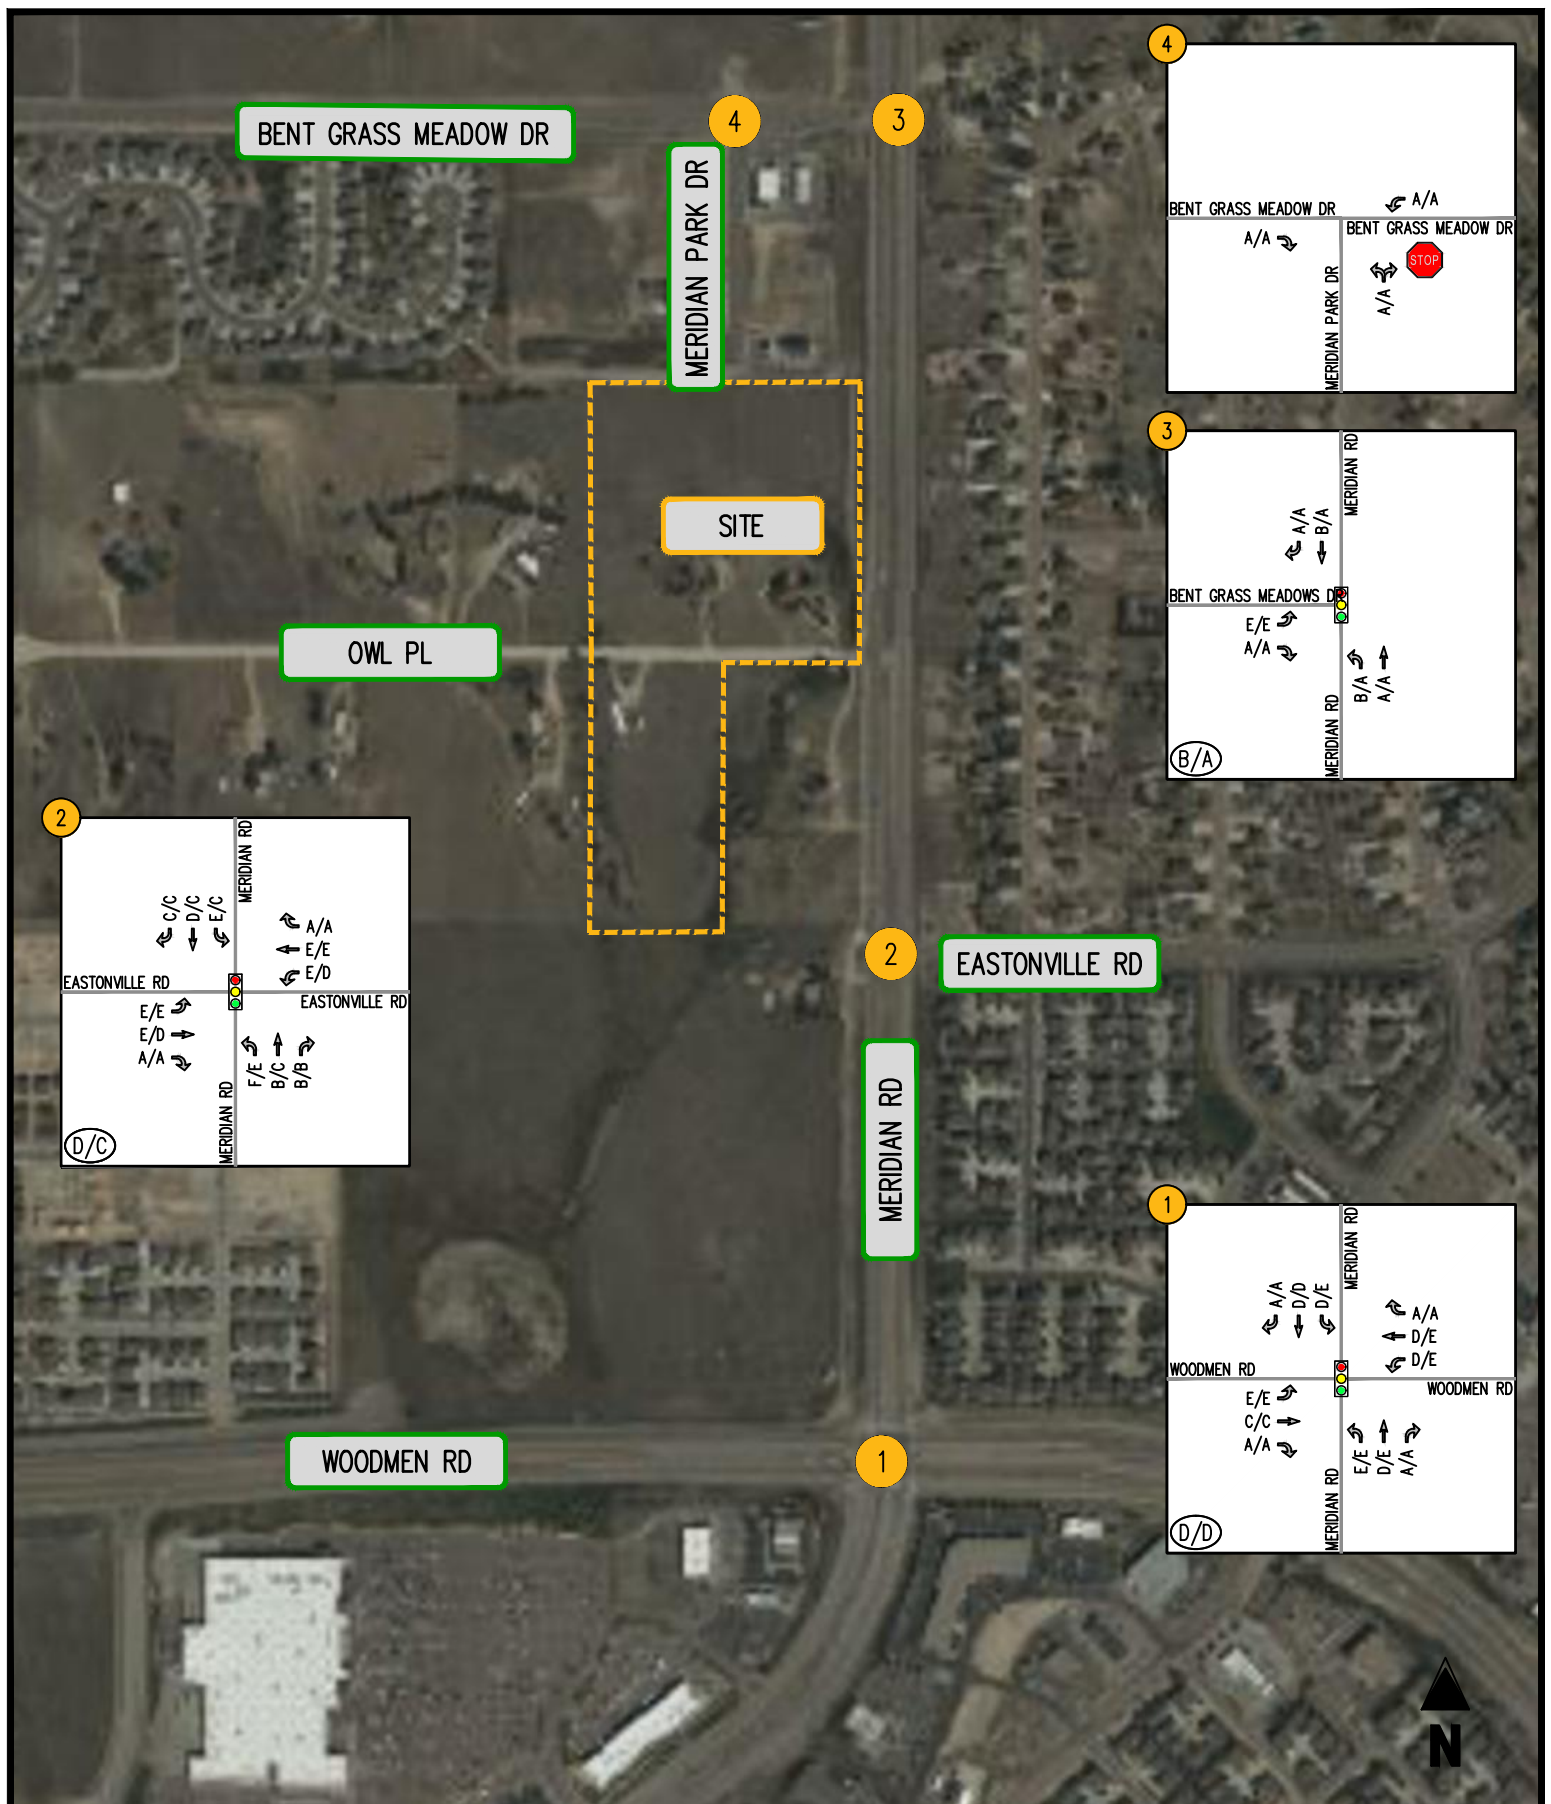 4
BENT GRASS MEADOW DR
4
3
MERIDIAN PARK DR
A/A
BENT GRASS MEADOW DR
BENT GRASS MEADOW DR
A/A
STOP
A/A
MERIDIAN PARK DR
3
MERIDIAN RD
A/A
B/A
BENT GRASS MEADOWS DR
E/E
A/A
B/A
A/A
MERIDIAN RD
B/A
SITE
OWL PL
2
MERIDIAN RD
C/C
D/C
E/C
A/A
E/E
E/D
EASTONVILLE RD
EASTONVILLE RD
E/E
E/D
A/A
F/E
B/C
B/B
MERIDIAN RD
D/C
2
EASTONVILLE RD
MERIDIAN RD
1
MERIDIAN RD
A/A
D/D
D/E
A/A
D/E
D/E
WOODMEN RD
WOODMEN RD
E/E
C/C
A/A
E/E
D/E
A/A
MERIDIAN RD
D/D
WOODMEN RD
1
N